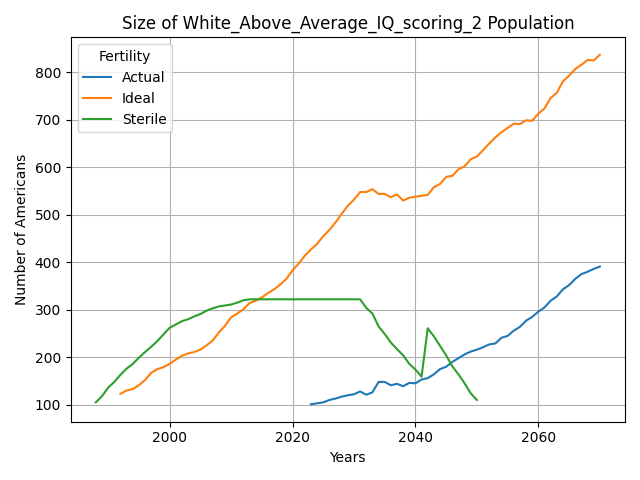 Size of White_Above_Average_IQ_scoring_2 Population
Fertility
Actual
Ideal
Sterile
Number of Americans
800
700
600
500
400
300
200
100
2000
2020
2040
2060
Years